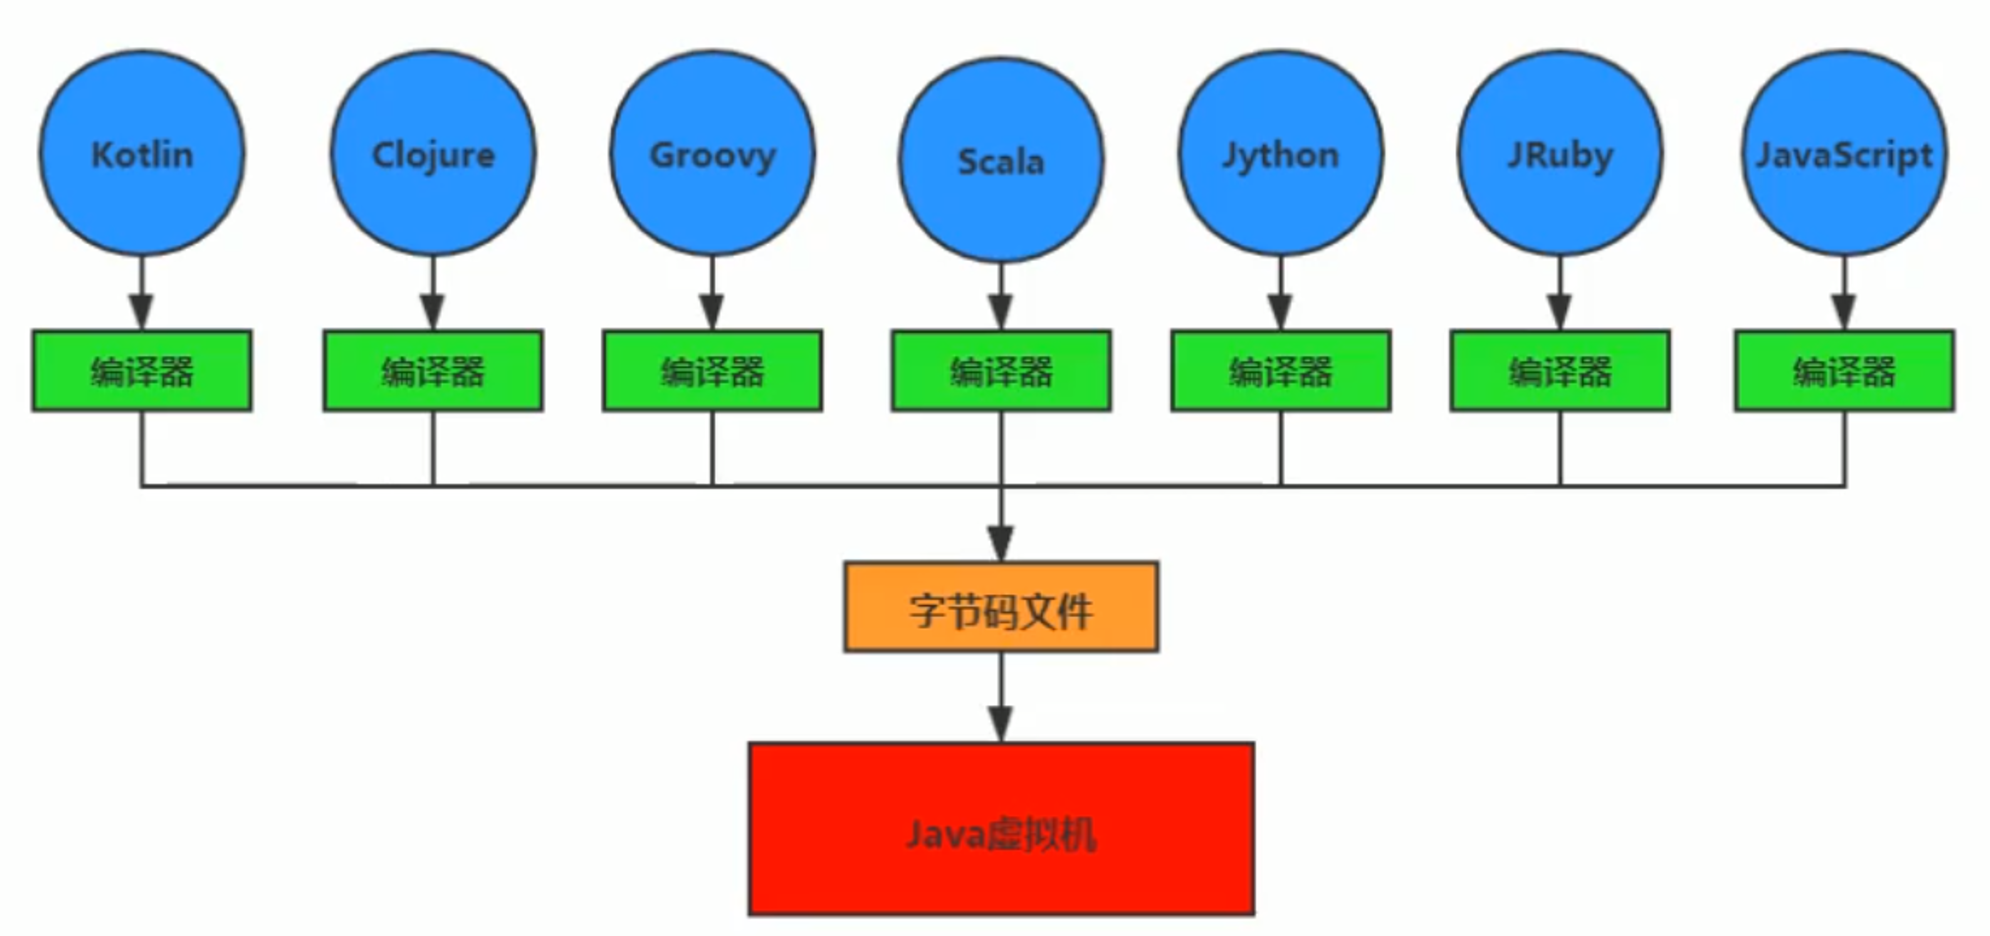 Kotlin
Clojure
Groovy
Scala
Jython
JRuby
JavaScript
编译器
编译器
编译器
编译器
编译器
编译器
编译器
字节码文件
Java虚拟机